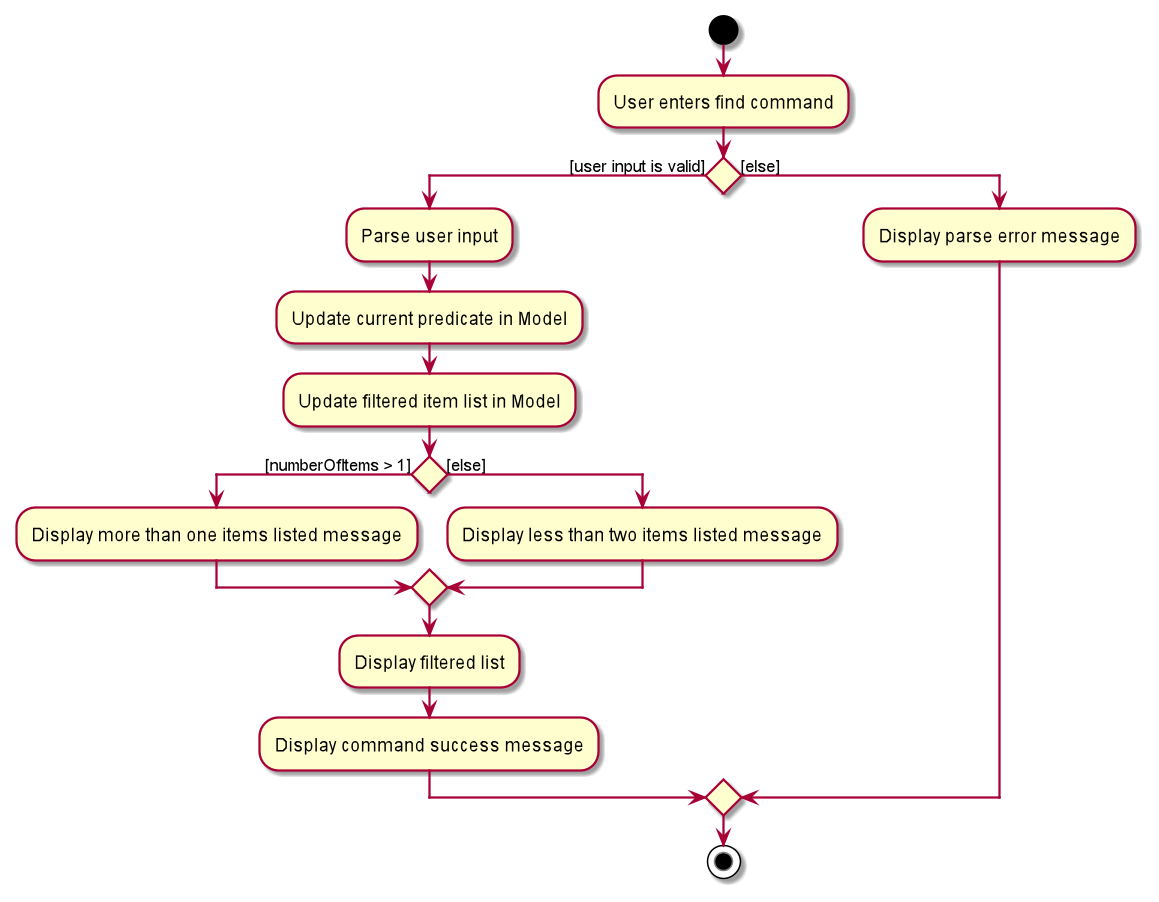 User enters find command
[user input is valid]
[else]
Parse user input
Display parse error message
Update current predicate in Model
Update filtered item list in Model
[numberOfItems > 1]
[else]
Display more than one items listed message
Display less than two items listed message
Display filtered list
Display command success message